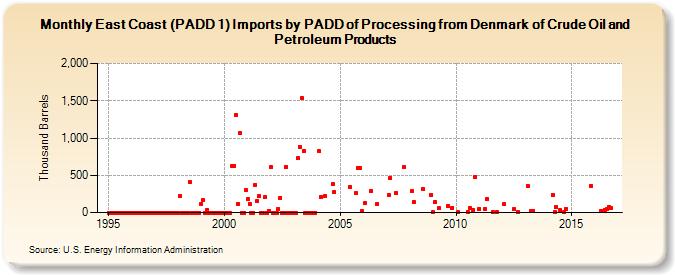 Monthly East Coast (PADD 1) Imports by PADD of Processing from Denmark of Crude Oil and
Petroleum Products
Thousand Barrels
2,000
1,500
1,000
500
0
1995 2000 2005 2010 2015
Source: U.S. Energy Information Administration